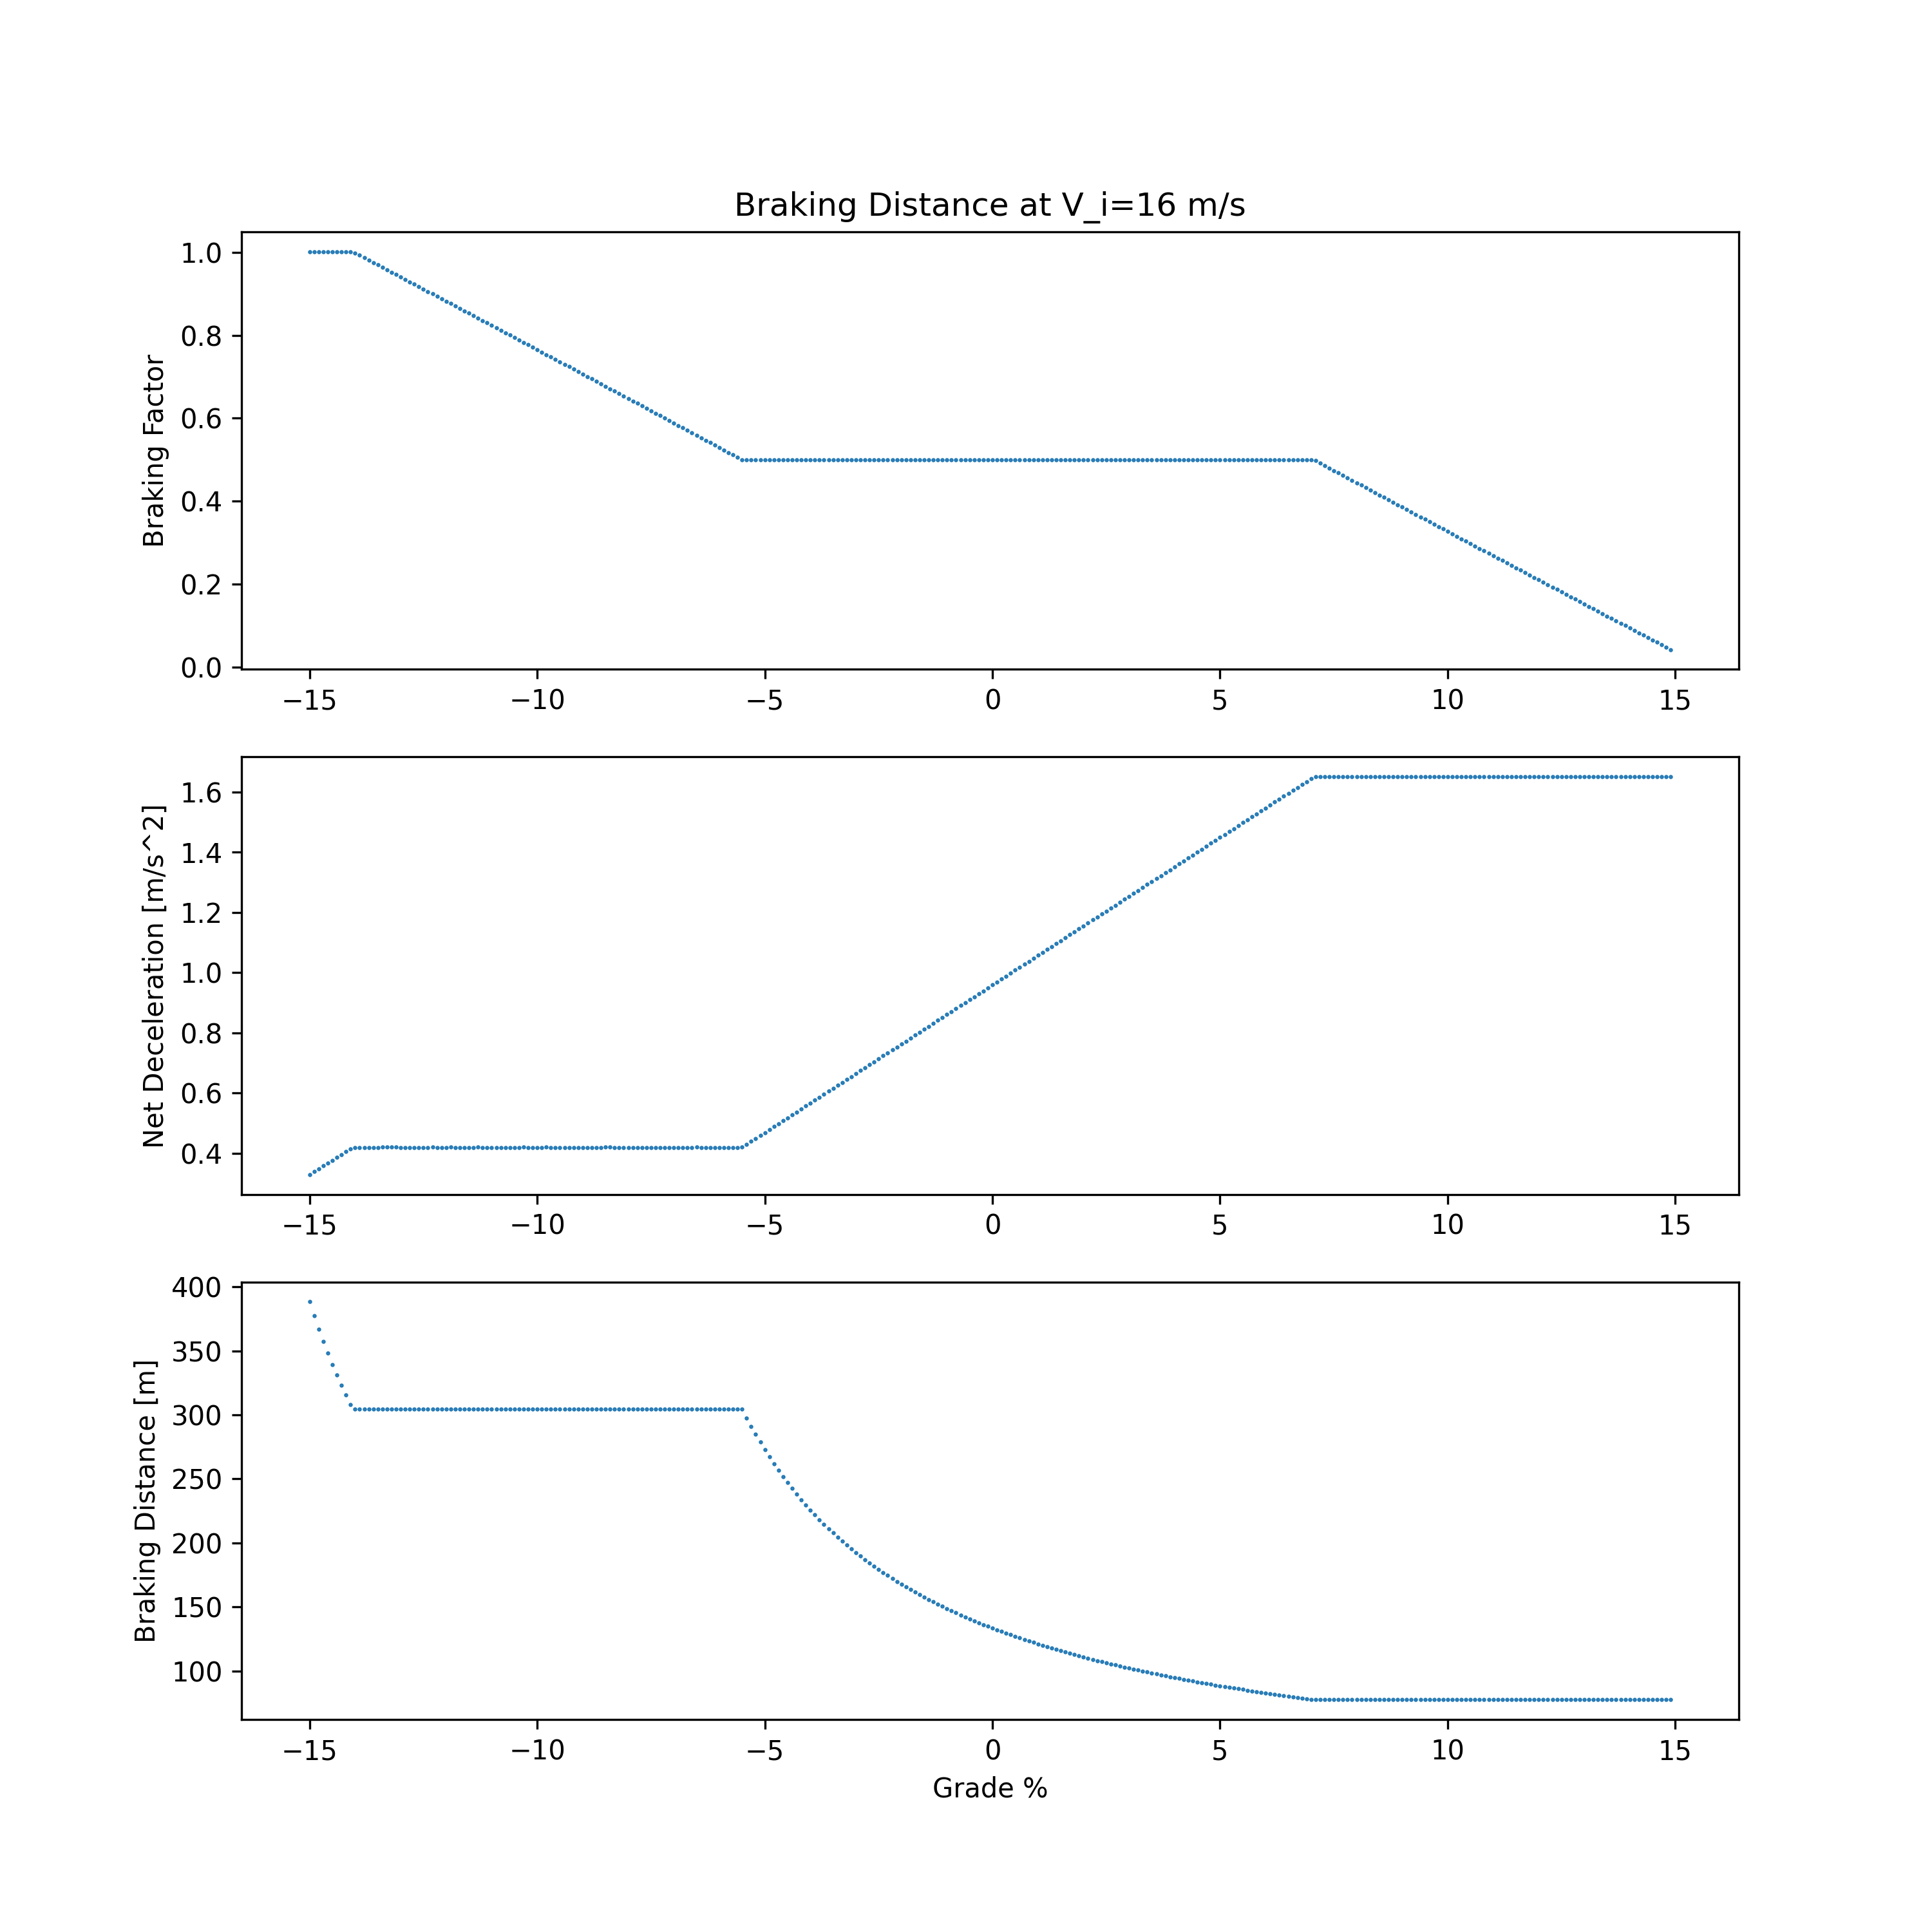 Braking Distance at V_i=16 m/s
Braking Factor
1.0
0.8
0.6
0.4
0.2
0.0
−15 −10 −5 0 5 10 15
Net Deceleration [m/s^2]
1.6
1.4
1.2
1.0
0.8
0.6
0.4
−15 −10 −5 0 5 10 15
Braking Distance [m]
400
350
300
250
200
150
100
−15 −10 −5 0 5 10 15
Grade %